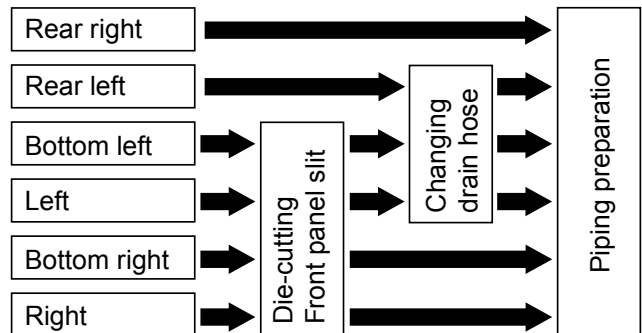 Rear right
Rear left
Bottom left
Left
Bottom right
Right
Die-cutting
Front panel slit
Changing
drain hose
Piping preparation